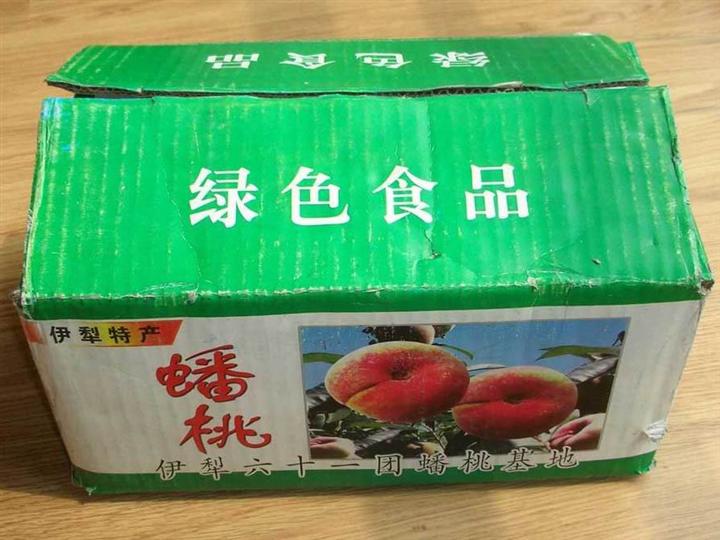 绿色食品
绿色食品
伊犁特产
蟠桃
伊犁六十一团蟠桃基地